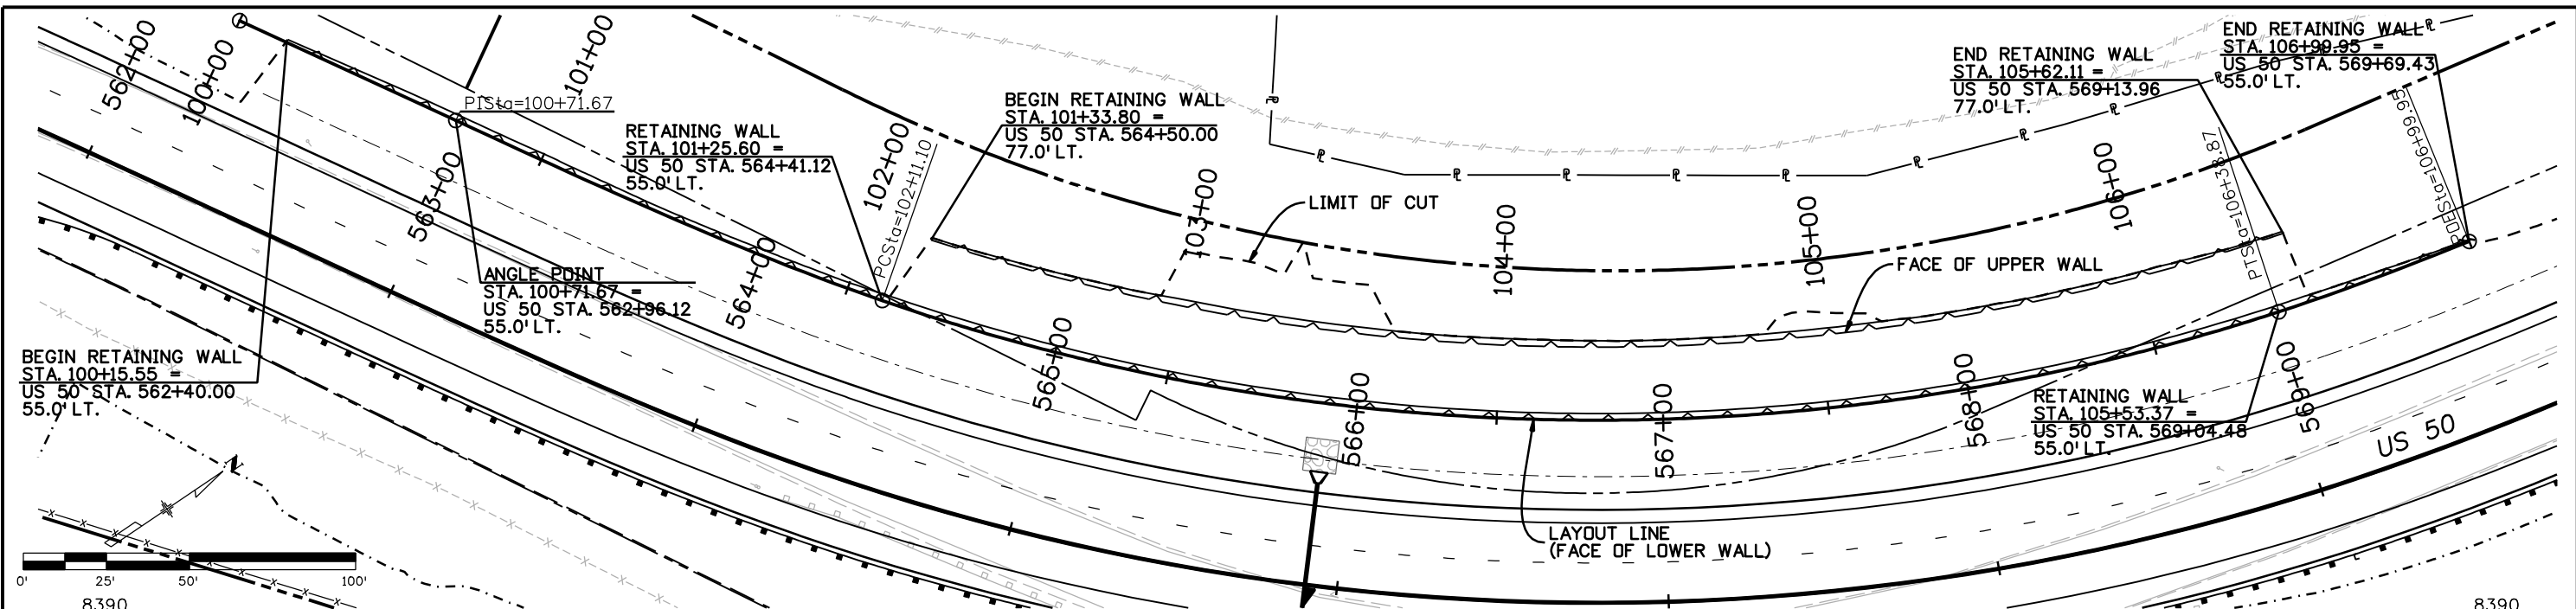 562+00
100+00
101+00
PISta=100+71.67
563+00
BEGIN RETAINING WALL
STA. 100+15.55 =
US 50 STA. 562+40.00
55.0' LT.
ANGLE POINT
STA. 100+71.67 =
US 50 STA. 562+96.12
55.0' LT.
RETAINING WALL
STA. 101+25.60 =
US 50 STA. 564+41.12
55.0' LT.
564+00
102+00
PCSta=102+11.10
BEGIN RETAINING WALL
STA. 101+33.80 =
US 50 STA. 564+50.00
77.0' LT.
103+00
LIMIT OF CUT
104+00
105+00
106+00
FACE OF UPPER WALL
565+00
566+00
567+00
568+00
569+00
LAYOUT LINE
(FACE OF LOWER WALL)
END RETAINING WALL
STA. 105+62.11 =
US 50 STA. 569+13.96
77.0' LT.
END RETAINING WALL
STA. 106+99.95 =
US 50 STA. 569+69.43
55.0' LT.
PTSta=106+38.87
POESta=106+99.95
RETAINING WALL
STA. 105+53.37 =
US 50 STA. 569+04.48
55.0' LT.
US 50
N
0' 25' 50' 100'
8390
8390